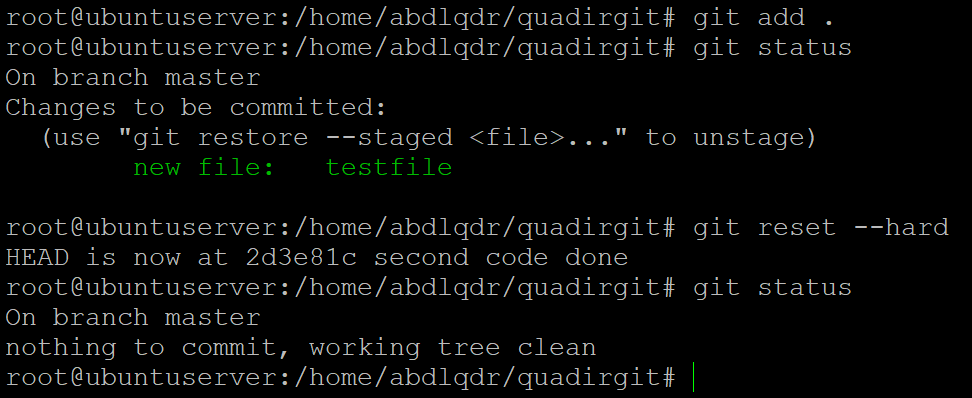 root@ubuntuserver:/home/abdlqdr/quadirgit# git add .
root@ubuntuserver:/home/abdlqdr/quadirgit# git status
On branch master
Changes to be committed:
  (use "git restore --staged <file>..." to unstage)
        new file:   testfile

root@ubuntuserver:/home/abdlqdr/quadirgit# git reset --hard
HEAD is now at 2d3e81c second code done
root@ubuntuserver:/home/abdlqdr/quadirgit# git status
On branch master
nothing to commit, working tree clean
root@ubuntuserver:/home/abdlqdr/quadirgit#